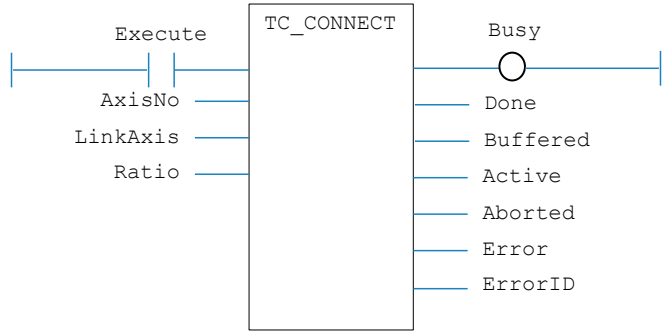 TC_CONNECT
Execute
Busy
AxisNo
Done
LinkAxis
Buffered
Ratio
Active
Aborted
Error
ErrorID